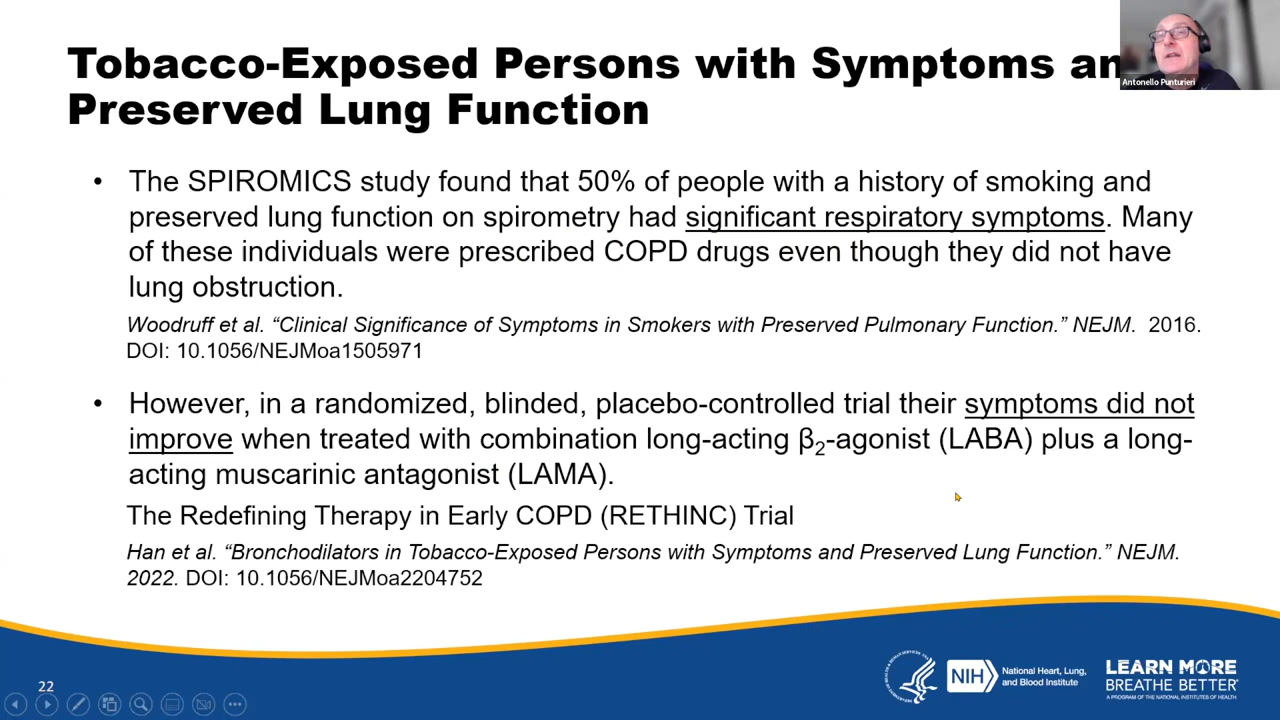 Tobacco-Exposed Persons with Symptoms an
Preserved Lung Function
Antonello Punturieri
• The SPIROMICS study found that 50% of people with a history of smoking and
preserved lung function on spirometry had significant respiratory symptoms. Many
of these individuals were prescribed COPD drugs even though they did not have
lung obstruction.
Woodruff et al. “Clinical Significance of Symptoms in Smokers with Preserved Pulmonary Function.” NEJM. 2016.
DOI: 10.1056/NEJMoa1505971
• However, in a randomized, blinded, placebo-controlled trial their symptoms did not
improve when treated with combination long-acting β₂-agonist (LABA) plus a long-
acting muscarinic antagonist (LAMA).
The Redefining Therapy in Early COPD (RETHINC) Trial
Han et al. “Bronchodilators in Tobacco-Exposed Persons with Symptoms and Preserved Lung Function.” NEJM.
2022. DOI: 10.1056/NEJMoa2204752
22
NIH
National Heart, Lung,
and Blood Institute
LEARN MORE
BREATHE BETTER®
A PROGRAM OF THE NATIONAL INSTITUTES OF HEALTH